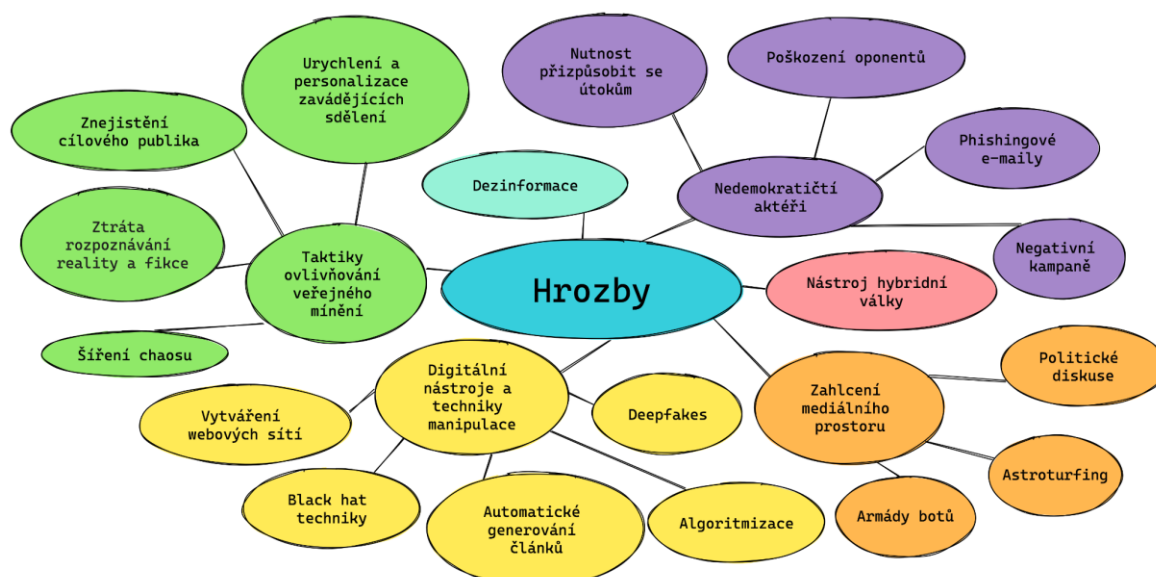 Urychlení a
personalizace
zavádějících
sdělení
Nutnost
přizpůsobit se
útokům
Poškození oponentů
Znejistění
cílového publika
Phishingové
e-maily
Dezinformace
Nedemokratičtí
aktéři
Ztráta
rozpoznávání
reality a fikce
Taktiky
ovlivňování
veřejného
mínění
Negativní
kampaně
Hrozby
Nástroj hybridní
války
Šíření chaosu
Politické
diskuse
Digitální
nástroje a
techniky
manipulace
Zahlcení
mediálního
prostoru
Deepfakes
Vytváření
webových sítí
Astroturfing
Black hat
techniky
Automatické
generování
článků
Algoritmizace
Armády botů